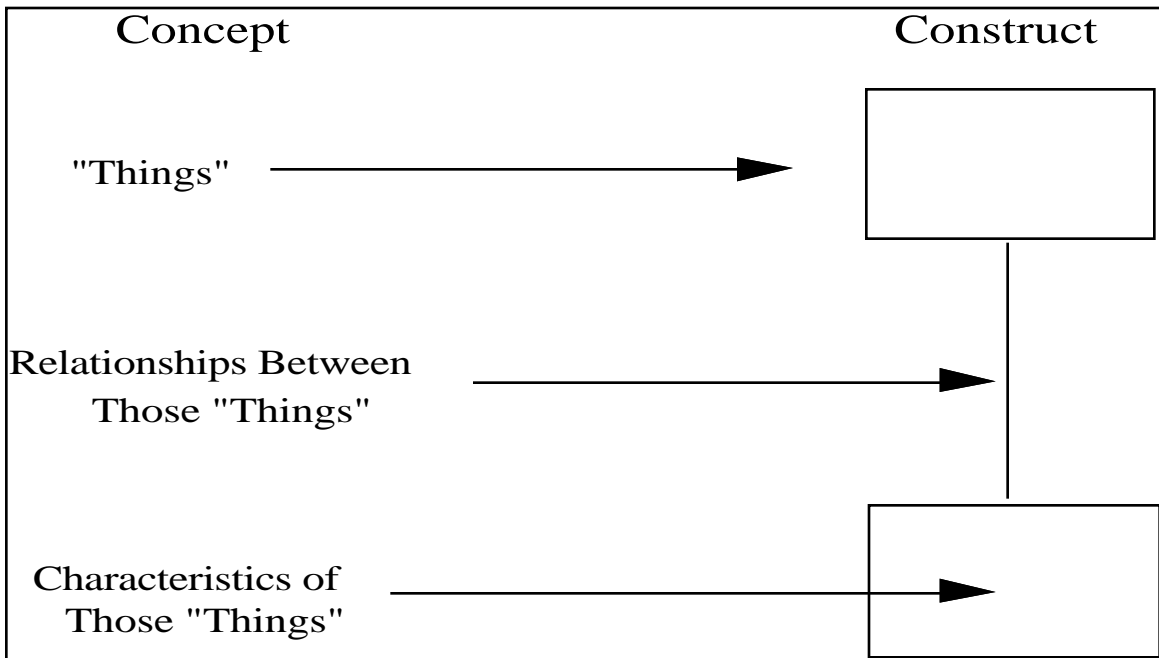 Concept
Construct
"Things"
Relationships Between
Those "Things"
Characteristics of
Those "Things"